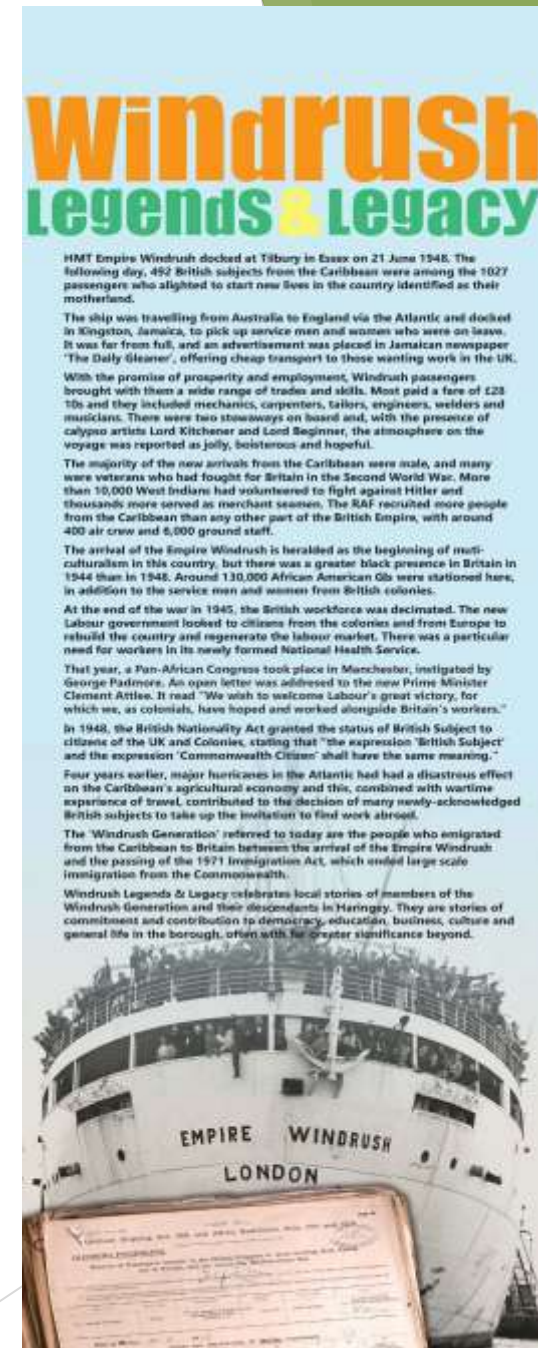 Windrush
Legends & Legacy
HMT Empire Windrush docked at Tilbury in Essex on 21 June 1948. The
following day, 492 British subjects from the Caribbean were among the 1027
passengers who alighted to start new lives in the country identified as their
motherland.
The ship was travelling from Australia to England via the Atlantic and docked
in Kingston, Jamaica, to pick up service men and women who were on leave.
It was far from full, and an advertisement was placed in Jamaican newspaper
'The Daily Gleaner', offering cheap transport to those wanting work in the UK.
With the promise of prosperity and employment, Windrush passengers
brought with them a wide range of trades and skills. Most paid a fare of £28
10s and they included mechanics, carpenters, tailors, engineers, welders and
musicians. There were two stowaways on board and, with the presence of
calypso artists Lord Kitchener and Lord Beginner, the atmosphere on the
voyage was reported as jolly, boisterous and hopeful.
The majority of the new arrivals from the Caribbean were male, and many
were veterans who had fought for Britain in the Second World War. More
than 10,000 West Indians had volunteered to fight against Hitler and
thousands more served as merchant seamen. The RAF recruited more people
from the Caribbean than any other part of the British Empire, with around
400 air crew and 6,000 ground staff.
The arrival of the Empire Windrush is heralded as the beginning of muti-
culturalism in this country, but there was a greater black presence in Britain in
1944 than in 1948. Around 130,000 African American GIs were stationed here,
in addition to the service men and women from British colonies.
At the end of the war in 1945, the British workforce was decimated. The new
Labour government looked to citizens from the colonies and from Europe to
rebuild the country and regenerate the labour market. There was a particular
need for workers in its newly formed National Health Service.
That year, a Pan-African Congress took place in Manchester, instigated by
George Padmore. An open letter was addresed to the new Prime Minister
Clement Attlee. It read "We wish to welcome Labour's great victory, for
which we, as colonials, have hoped and worked alongside Britain's workers."
In 1948, the British Nationality Act granted the status of British Subject to
citizens of the UK and Colonies, stating that "the expression 'British Subject'
and the expression 'Commonwealth Citizen' shall have the same meaning."
Four years earlier, major hurricanes in the Atlantic had had a disastrous effect
on the Caribbean's agricultural economy and this, combined with wartime
experience of travel, contributed to the decision of many newly-acknowledged
British subjects to take up the invitation to find work abroad.
The 'Windrush Generation' referred to today are the people who emigrated
from the Caribbean to Britain between the arrival of the Empire Windrush
and the passing of the 1971 Immigration Act, which ended large scale
immigration from the Commonwealth.
Windrush Legends & Legacy celebrates local stories of members of the
Windrush Generation and their descendants in Haringey. They are stories of
commitment and contribution to democracy, education, business, culture and
general life in the borough, often with far greater significance beyond.
EMPIRE WINDRUSH
LONDON